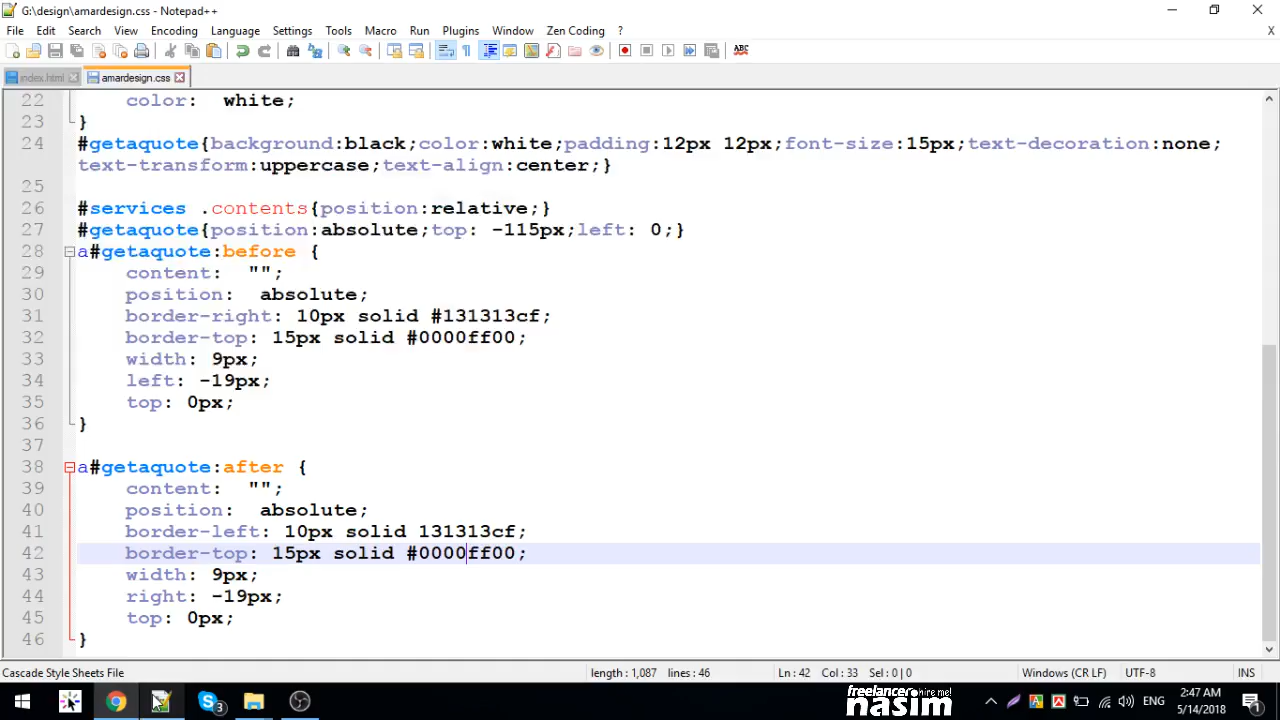 G:\design\amardesign.css - Notepad++
File Edit Search View Encoding Language Settings Tools Macro Run Plugins Window Zen Coding ? X
index.html amardesign.css
22 color: white;
23 }
24 #getaquote{background:black;color:white;padding:12px 12px;font-size:15px;text-decoration:none;
text-transform:uppercase;text-align:center;}
25
26 #services .contents{position:relative;}
27 #getaquote{position:absolute;top: -115px;left: 0;}
28 a#getaquote:before {
29 content: "";
30 position: absolute;
31 border-right: 10px solid #131313cf;
32 border-top: 15px solid #0000ff00;
33 width: 9px;
34 left: -19px;
35 top: 0px;
36 }
37
38 a#getaquote:after {
39 content: "";
40 position: absolute;
41 border-left: 10px solid 131313cf;
42 border-top: 15px solid #0000ff00;
43 width: 9px;
44 right: -19px;
45 top: 0px;
46 }
Cascade Style Sheets File length : 1,087 lines : 46 Ln : 42 Col : 33 Sel : 0 | 0 Windows (CR LF) UTF-8 INS
freelancer hire me!
nasim
ENG
2:47 AM
5/14/2018
3
1